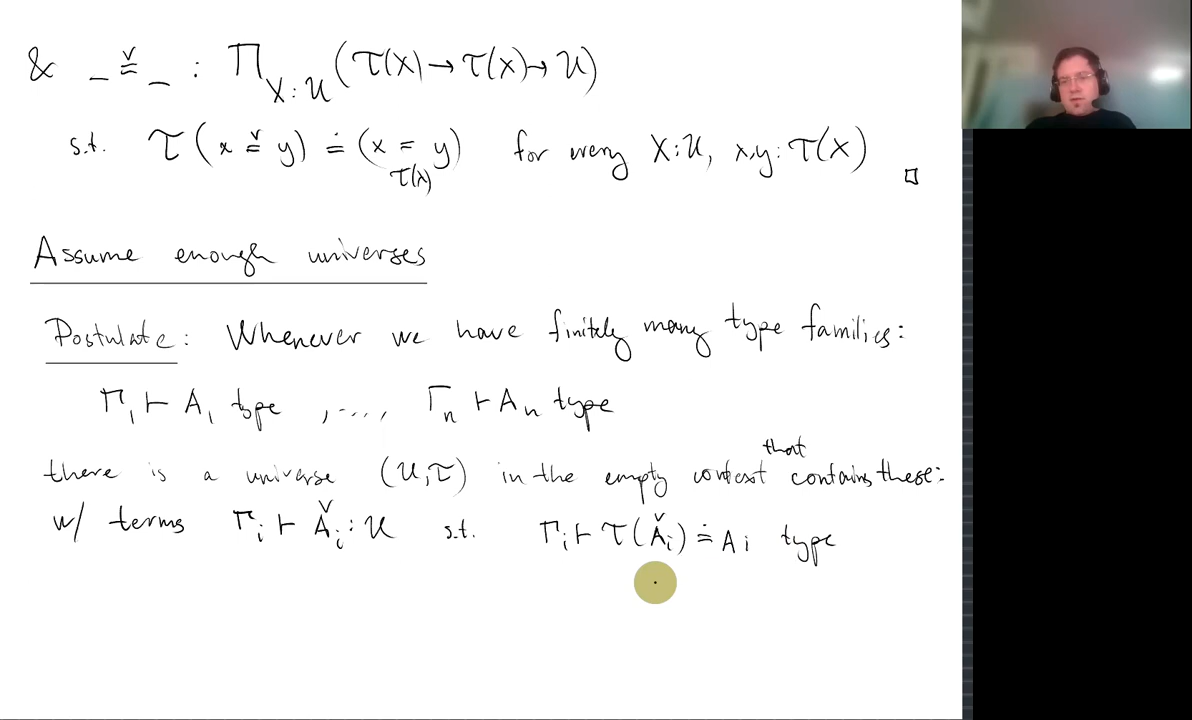 & _ =̌ _ : Π_{X:𝒰} (𝒯(X) → 𝒯(X) → 𝒰)
s.t. 𝒯(x =̌ y) ≐ (x =_{𝒯(X)} y) for every X:𝒰, x,y:𝒯(X) □
Assume enough universes
Postulate: Whenever we have finitely many type families:
Γ₁ ⊢ A₁ type , ...., Γₙ ⊢ Aₙ type
there is a universe (𝒰,𝒯) in the empty context that contains these:
w/ terms Γᵢ ⊢ Ǎᵢ : 𝒰 s.t. Γᵢ ⊢ 𝒯(Ǎᵢ) ≐ Aᵢ type